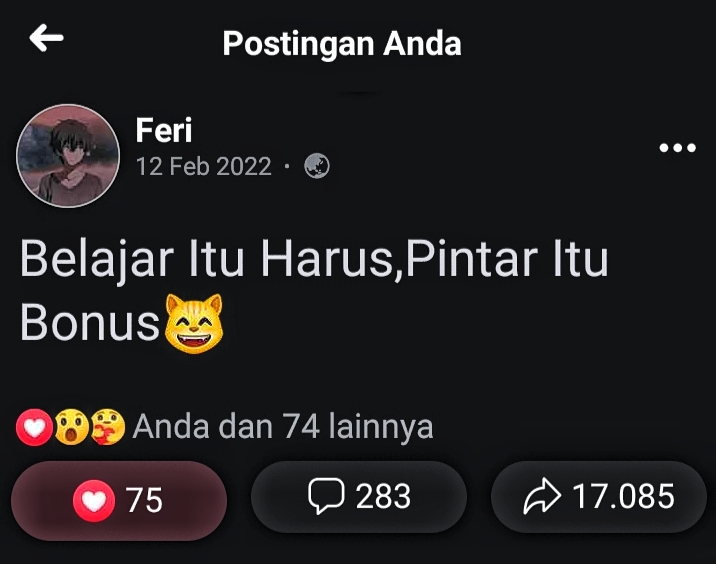 Postingan Anda
Feri
12 Feb 2022 ·
Belajar Itu Harus,Pintar Itu
Bonus😸
Anda dan 74 lainnya
75
283
17.085